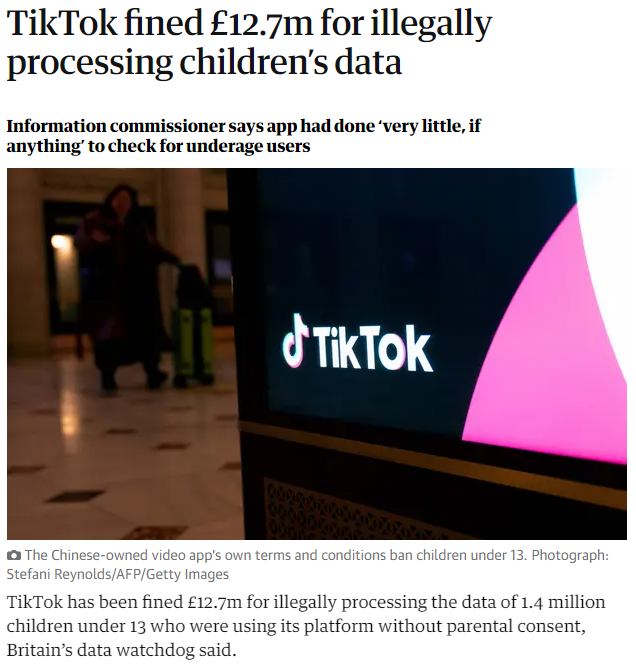 TikTok fined £12.7m for illegally
processing children’s data
Information commissioner says app had done ‘very little, if
anything’ to check for underage users
TikTok
The Chinese-owned video app’s own terms and conditions ban children under 13. Photograph:
Stefani Reynolds/AFP/Getty Images
TikTok has been fined £12.7m for illegally processing the data of 1.4 million
children under 13 who were using its platform without parental consent,
Britain’s data watchdog said.